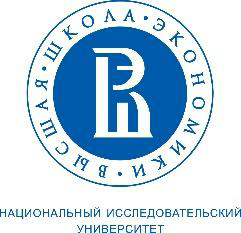 ВЫСШАЯ • ШКОЛА • ЭКОНОМИКИ •
НАЦИОНАЛЬНЫЙ ИССЛЕДОВАТЕЛЬСКИЙ
УНИВЕРСИТЕТ